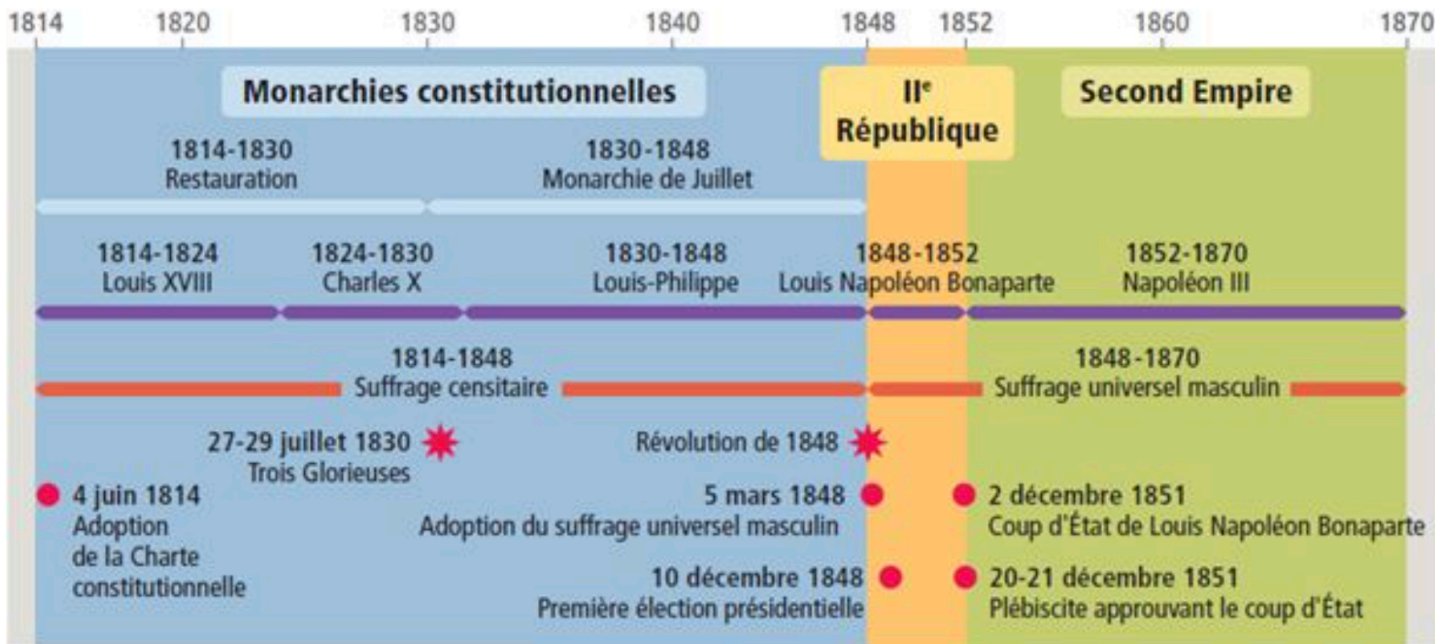 1814 1820 1830 1840 1848 1852 1860 1870
Monarchies constitutionnelles
IIe
République
Second Empire
1814-1830
Restauration
1830-1848
Monarchie de Juillet
1814-1824
Louis XVIII
1824-1830
Charles X
1830-1848
Louis-Philippe
1848-1852
Louis Napoléon Bonaparte
1852-1870
Napoléon III
1814-1848
Suffrage censitaire
1848-1870
Suffrage universel masculin
27-29 juillet 1830
Trois Glorieuses
Révolution de 1848
4 juin 1814
Adoption
de la Charte
constitutionnelle
5 mars 1848
Adoption du suffrage universel masculin
2 décembre 1851
Coup d'État de Louis Napoléon Bonaparte
10 décembre 1848
Première élection présidentielle
20-21 décembre 1851
Plébiscite approuvant le coup d'État